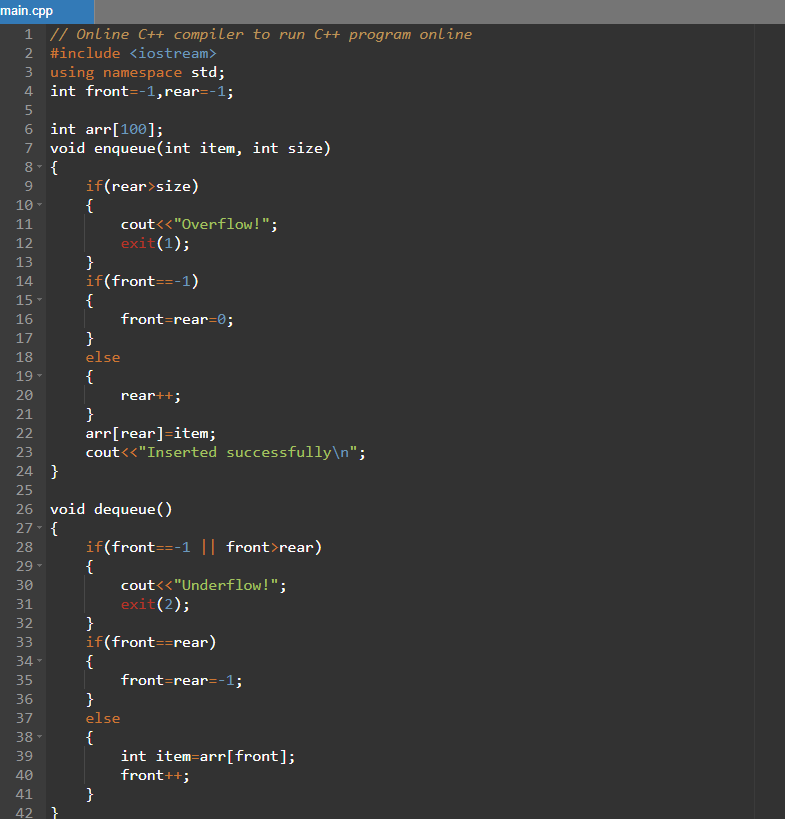 main.cpp
1 // Online C++ compiler to run C++ program online
2 #include <iostream>
3 using namespace std;
4 int front=-1,rear=-1;
5
6 int arr[100];
7 void enqueue(int item, int size)
8 {
9     if(rear>size)
10     {
11         cout<<"Overflow!";
12         exit(1);
13     }
14     if(front==-1)
15     {
16         front=rear=0;
17     }
18     else
19     {
20         rear++;
21     }
22     arr[rear]=item;
23     cout<<"Inserted successfully\n";
24 }
25
26 void dequeue()
27 {
28     if(front==-1 || front>rear)
29     {
30         cout<<"Underflow!";
31         exit(2);
32     }
33     if(front==rear)
34     {
35         front=rear=-1;
36     }
37     else
38     {
39         int item=arr[front];
40         front++;
41     }
42 }